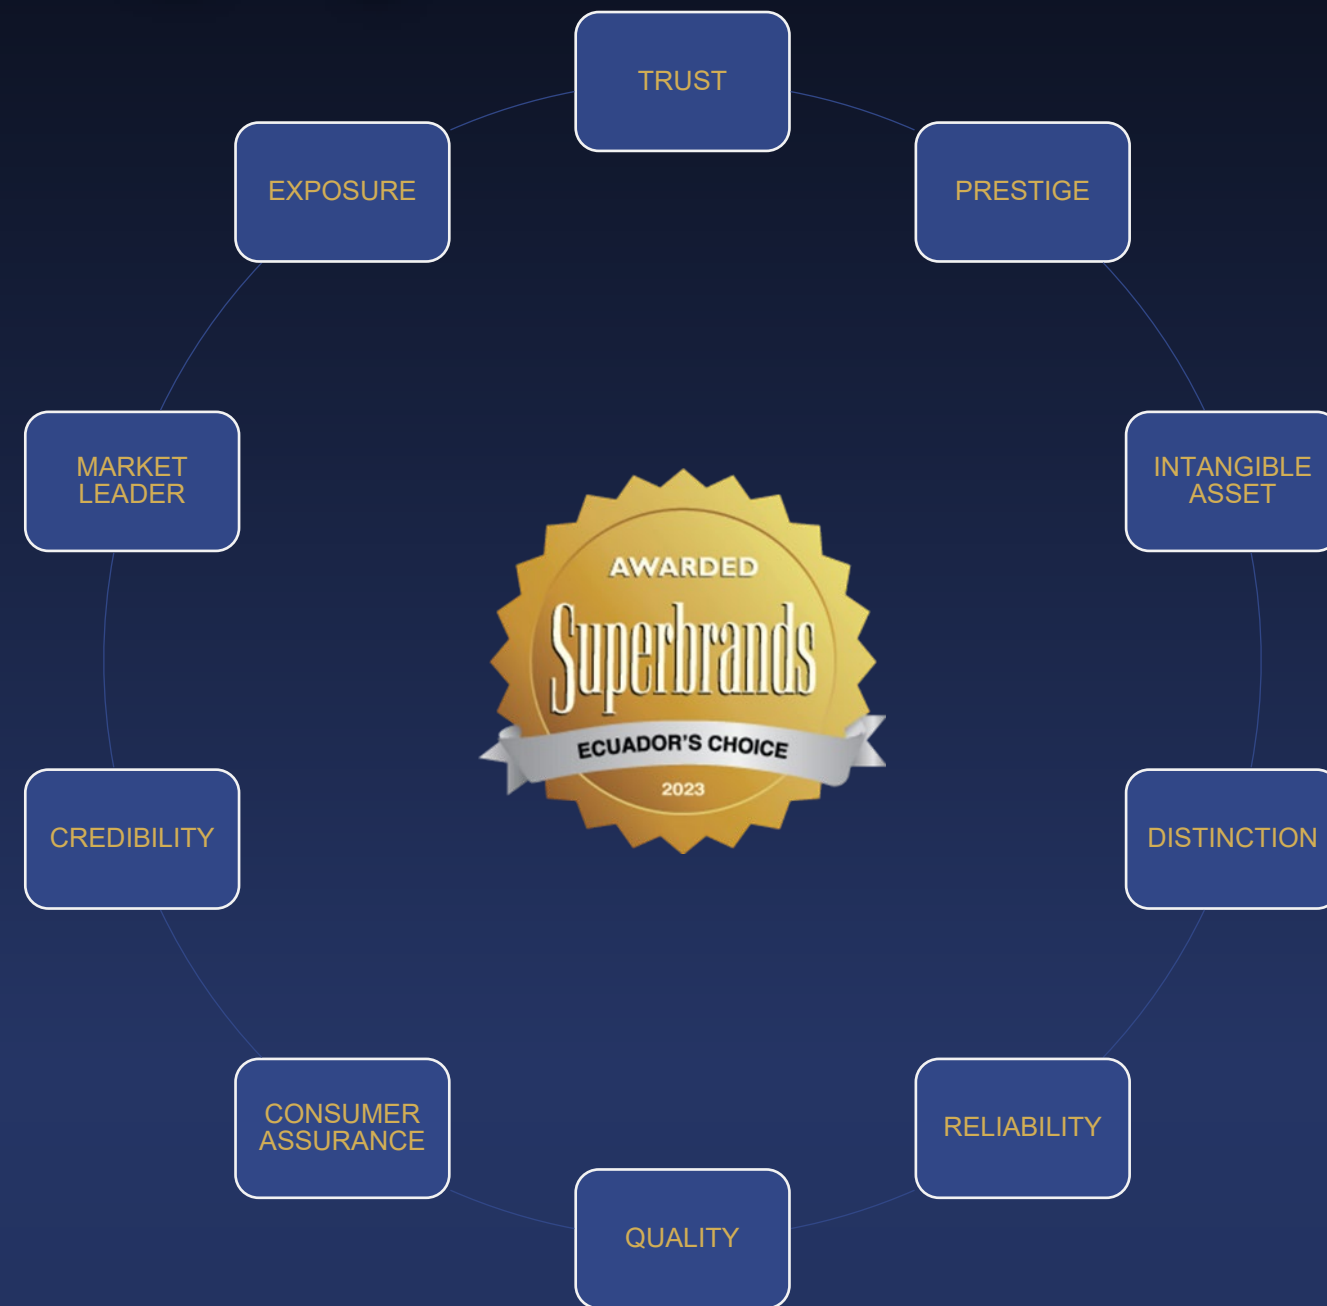 TRUST
PRESTIGE
INTANGIBLE
ASSET
DISTINCTION
RELIABILITY
QUALITY
CONSUMER
ASSURANCE
CREDIBILITY
MARKET
LEADER
EXPOSURE
AWARDED
Superbrands
ECUADOR'S CHOICE
2023